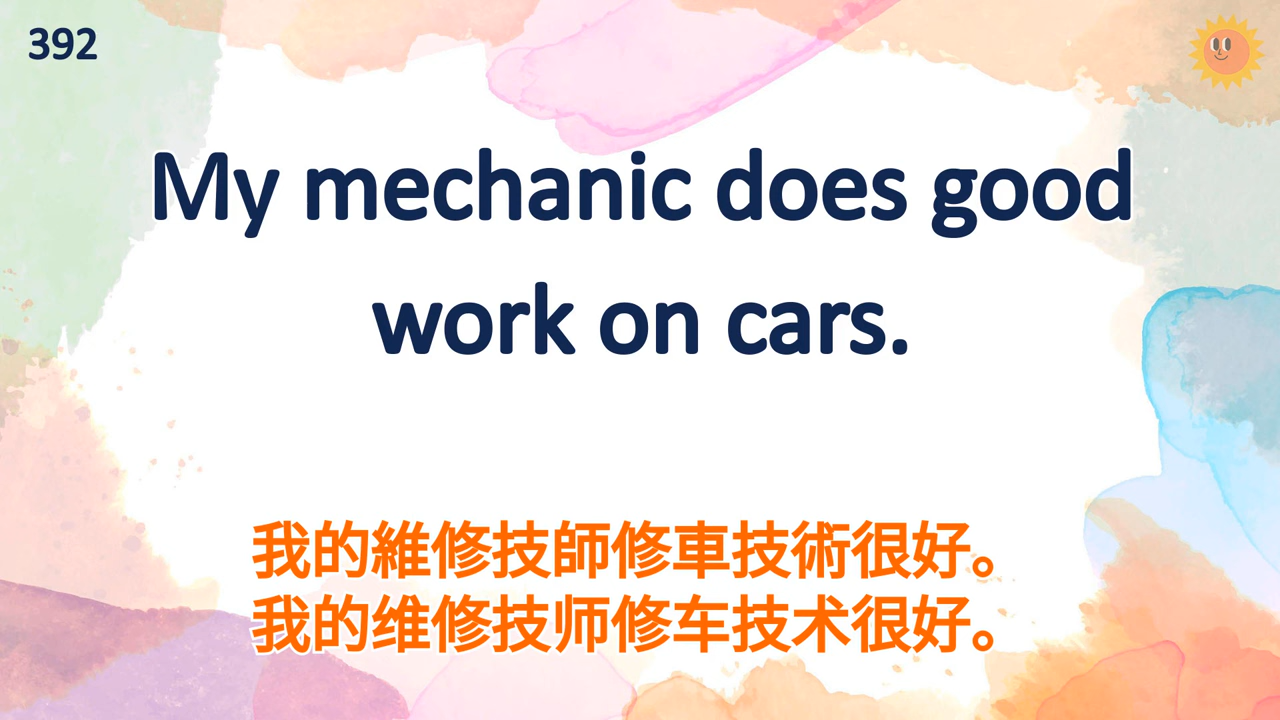 392
My mechanic does good
work on cars.
我的維修技師修車技術很好。
我的维修技师修车技术很好。